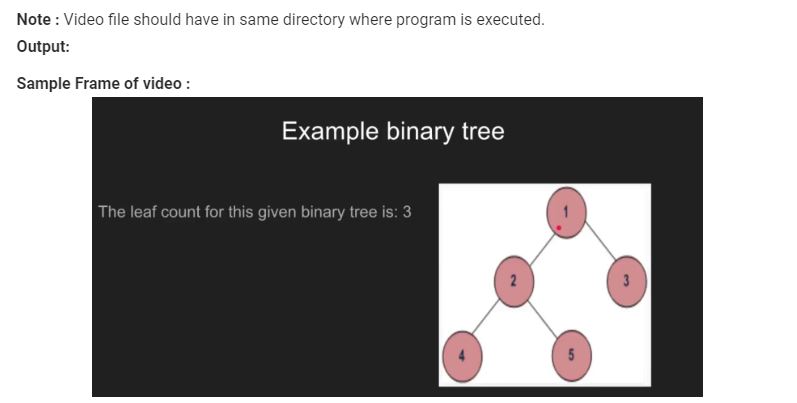 Note : Video file should have in same directory where program is executed.
Output:
Sample Frame of video :
Example binary tree
The leaf count for this given binary tree is: 3
1
2
3
4
5